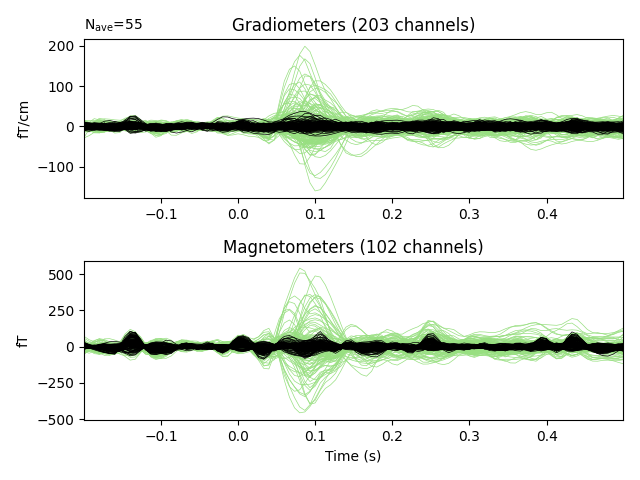 N_ave=55
Gradiometers (203 channels)
200
100
0
−100
fT/cm
−0.1 0.0 0.1 0.2 0.3 0.4
Magnetometers (102 channels)
500
250
0
−250
−500
fT
−0.1 0.0 0.1 0.2 0.3 0.4
Time (s)